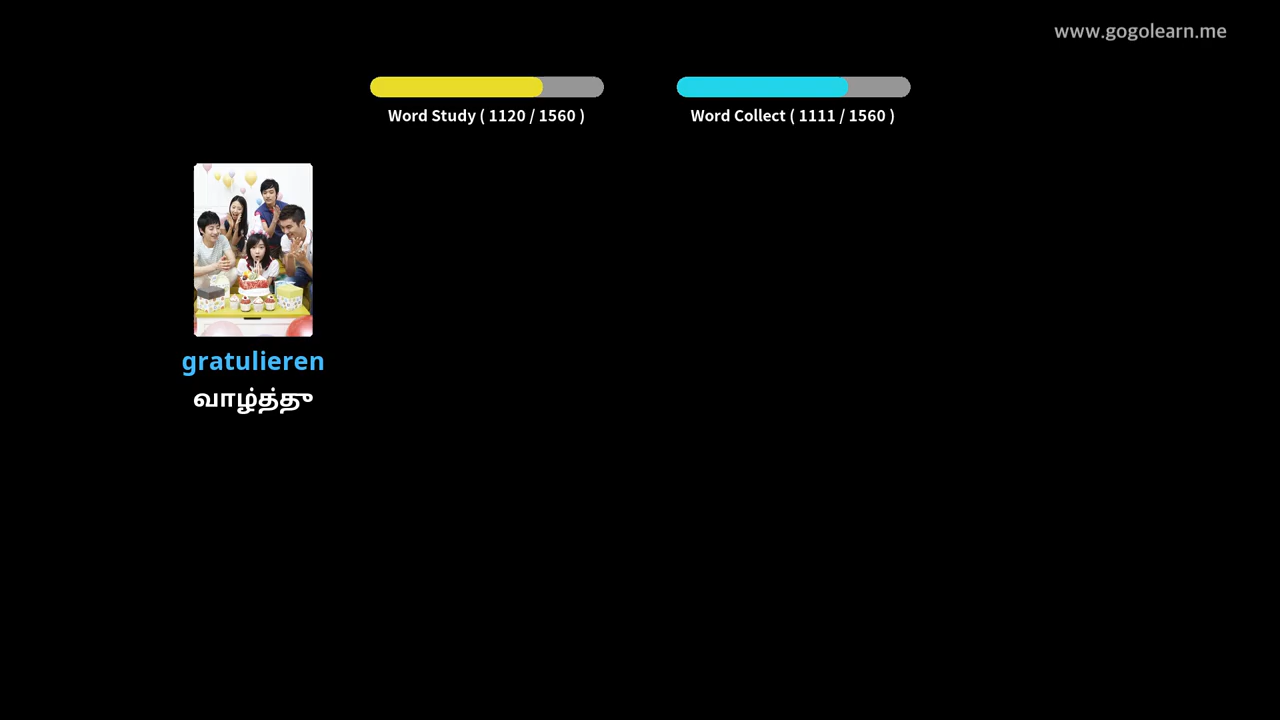 www.gogolearn.me
Word Study ( 1120 / 1560 )
Word Collect ( 1111 / 1560 )
gratulieren
வாழ்த்து